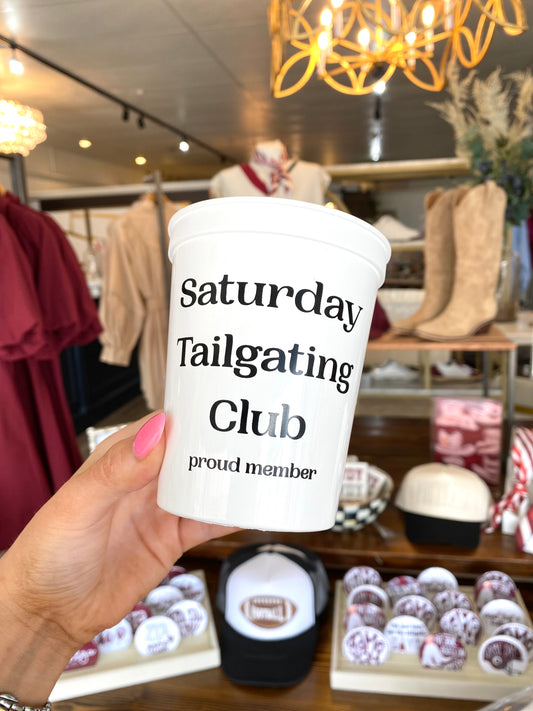 Saturday
Tailgating
Club
proud member